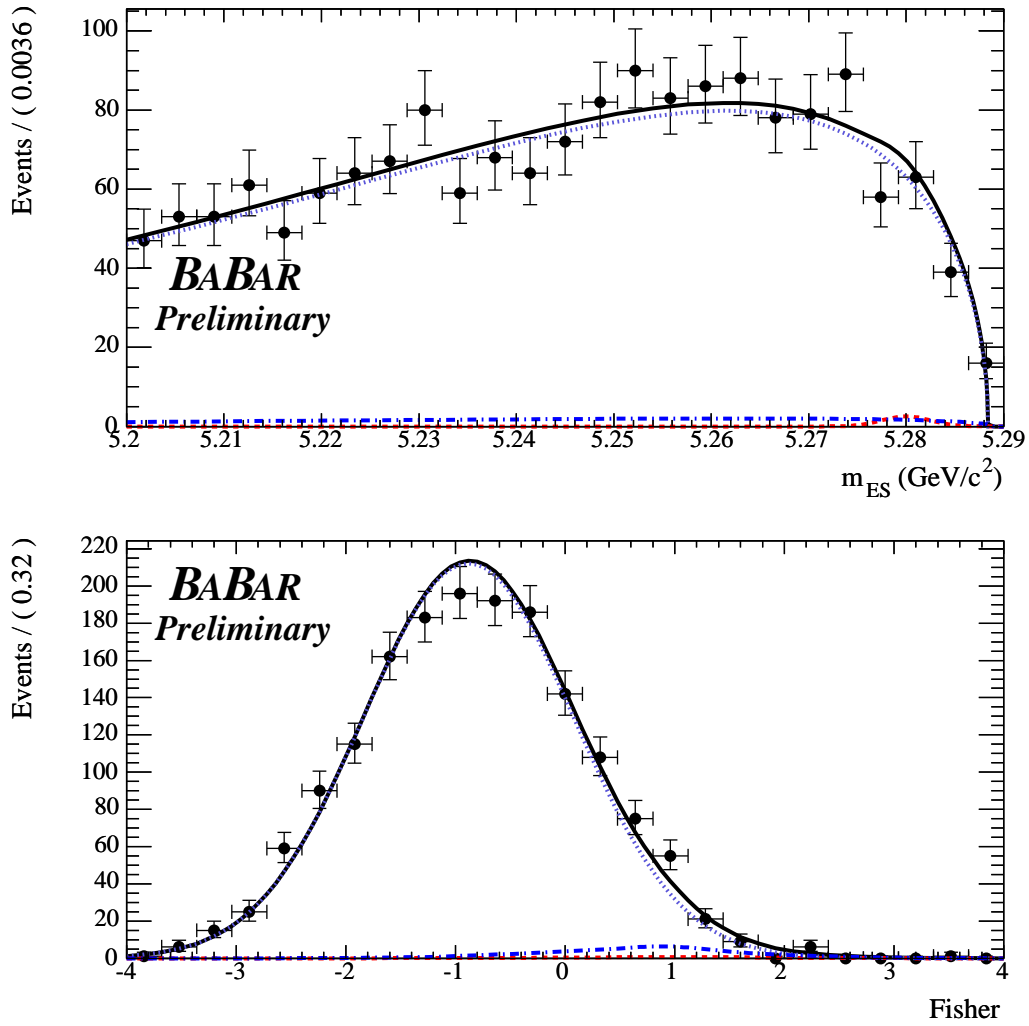 Events / ( 0.0036 )
100
80
60
40
20
0
BABAR
Preliminary
5.2 5.21 5.22 5.23 5.24 5.25 5.26 5.27 5.28 5.29
m_ES (GeV/c²)
Events / ( 0.32 )
220
200
180
160
140
120
100
80
60
40
20
0
BABAR
Preliminary
-4 -3 -2 -1 0 1 2 3 4
Fisher